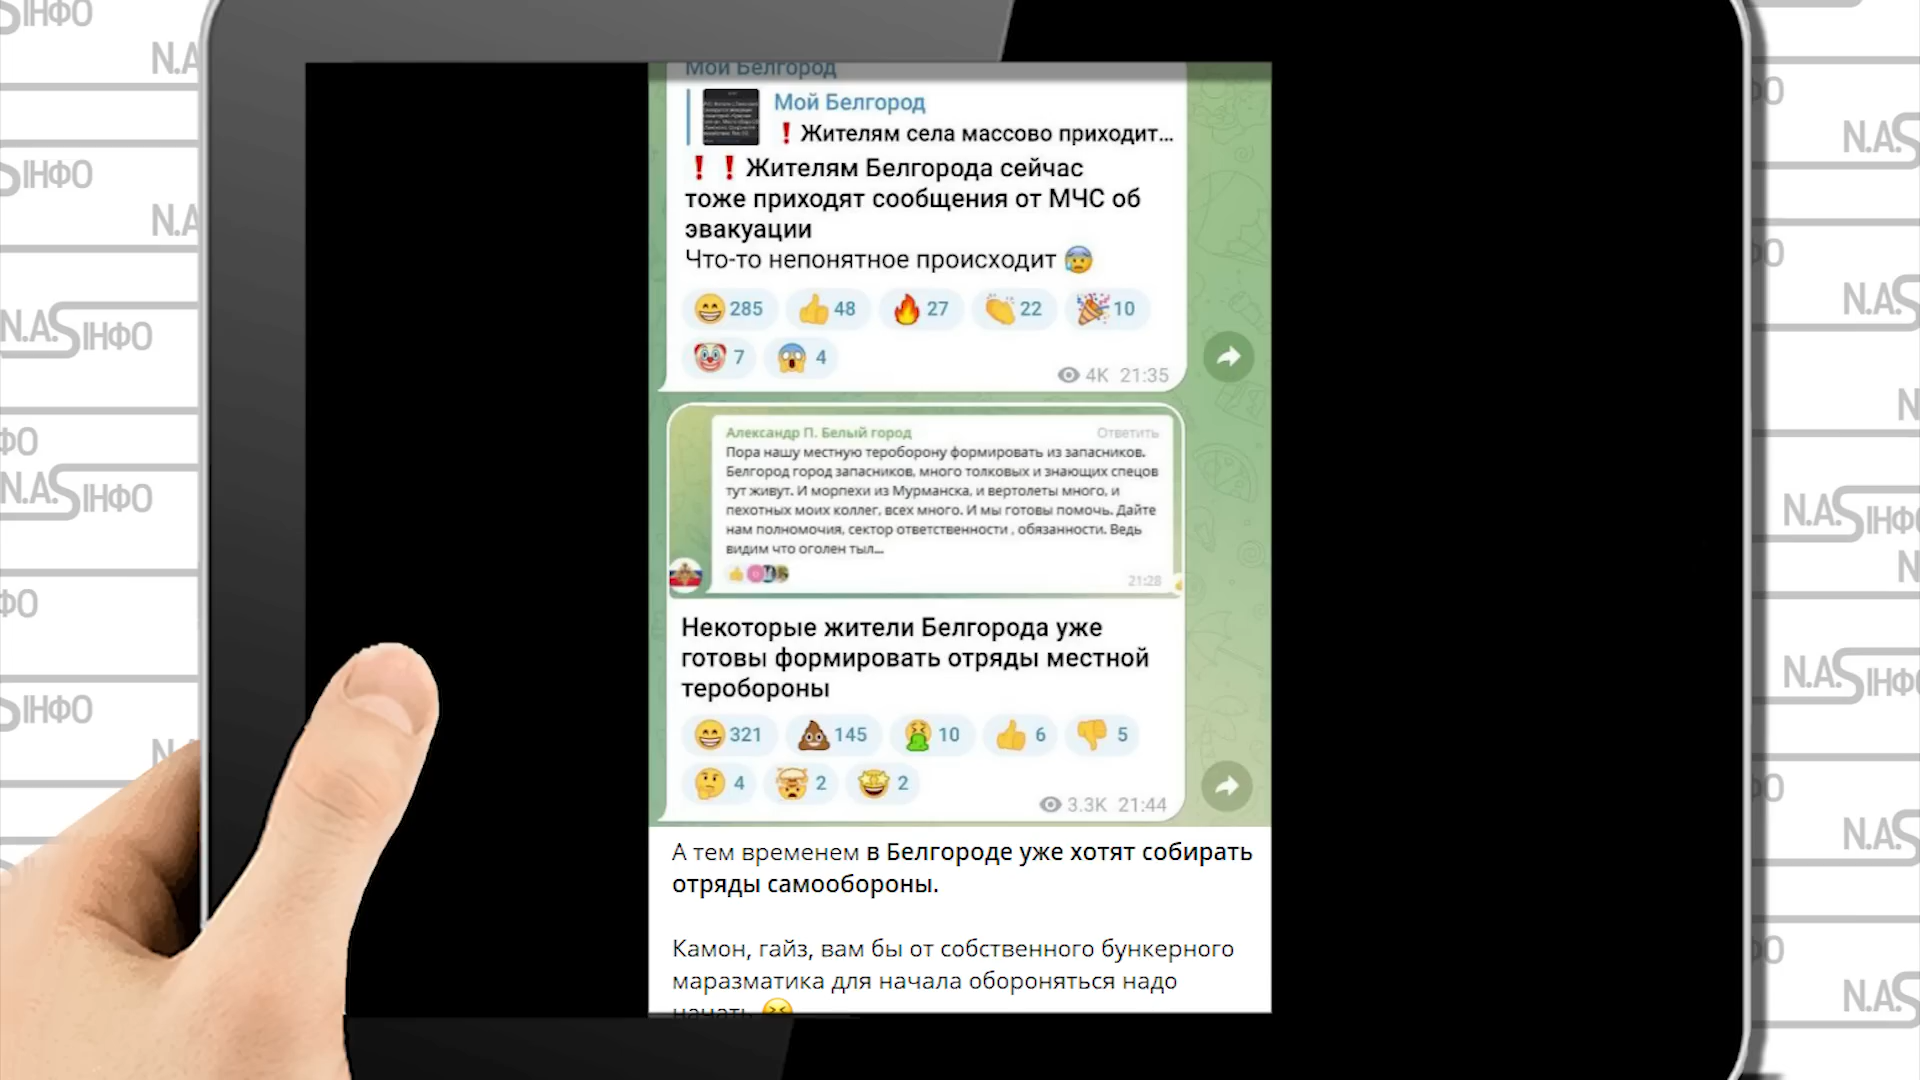 Мой Белгород
Мой Белгород
❗Жителям села массово приходит...
❗❗Жителям Белгорода сейчас
тоже приходят сообщения от МЧС об
эвакуации
Что-то непонятное происходит 😰
😁 285 👍 48 🔥 27 👏 22 🎉 10
🤡 7 😱 4
4K 21:35
Александр П. Белый город Ответить
Пора нашу местную тероборону формировать из запасников.
Белгород город запасников, много толковых и знающих спецов
тут живут. И морпехи из Мурманска, и вертолеты много, и
пехотных моих коллег, всех много. И мы готовы помочь. Дайте
нам полномочия, сектор ответственности , обязанности. Ведь
видим что оголен тыл...
21:28
Некоторые жители Белгорода уже
готовы формировать отряды местной
теробороны
😁 321 💩 145 🤮 10 👍 6 👎 5
🤔 4 🤯 2 🤩 2
3.3K 21:44
А тем временем в Белгороде уже хотят собирать
отряды самообороны.
Камон, гайз, вам бы от собственного бункерного
маразматика для начала обороняться надо
начать 😆
N.A.SІНФО
N.A.SІНФО
N.A.SІНФО
N.A.SІНФО